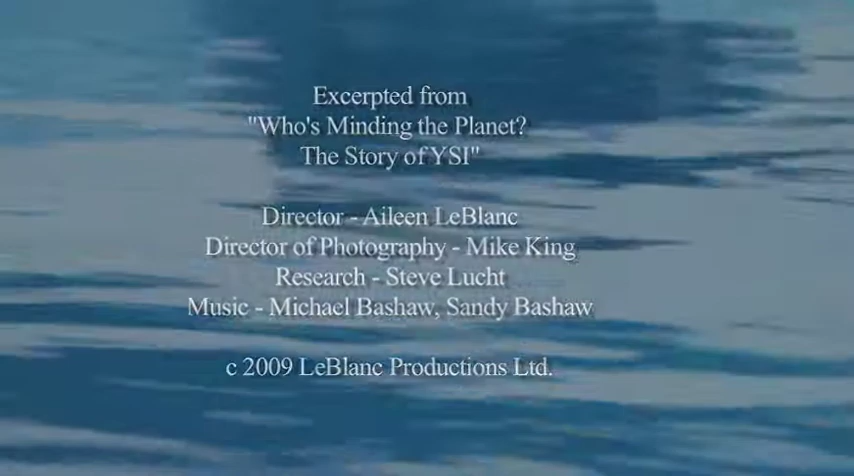 Excerpted from
"Who's Minding the Planet?
The Story of YSI"
Director - Aileen LeBlanc
Director of Photography - Mike King
Research - Steve Lucht
Music - Michael Bashaw, Sandy Bashaw
c 2009 LeBlanc Productions Ltd.